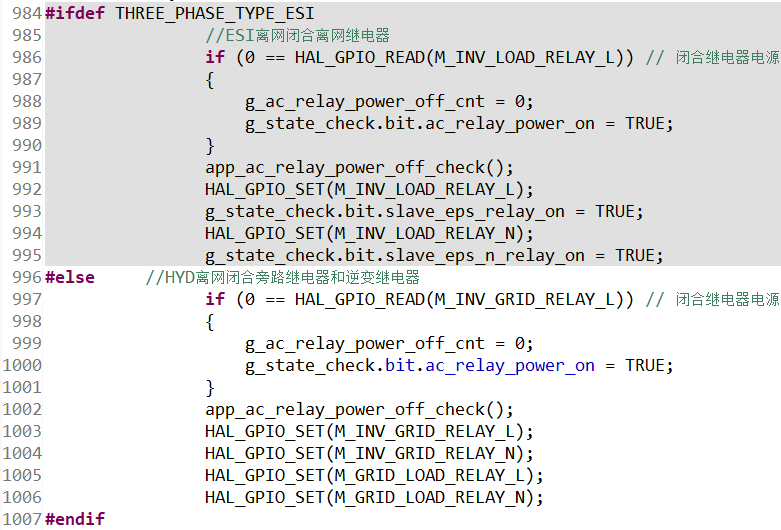 984 #ifdef THREE_PHASE_TYPE_ESI
985 //ESI离网闭合离网继电器
986 if (0 == HAL_GPIO_READ(M_INV_LOAD_RELAY_L)) // 闭合继电器电源
987 {
988 g_ac_relay_power_off_cnt = 0;
989 g_state_check.bit.ac_relay_power_on = TRUE;
990 }
991 app_ac_relay_power_off_check();
992 HAL_GPIO_SET(M_INV_LOAD_RELAY_L);
993 g_state_check.bit.slave_eps_relay_on = TRUE;
994 HAL_GPIO_SET(M_INV_LOAD_RELAY_N);
995 g_state_check.bit.slave_eps_n_relay_on = TRUE;
996 #else //HYD离网闭合旁路继电器和逆变继电器
997 if (0 == HAL_GPIO_READ(M_INV_GRID_RELAY_L)) // 闭合继电器电源
998 {
999 g_ac_relay_power_off_cnt = 0;
1000 g_state_check.bit.ac_relay_power_on = TRUE;
1001 }
1002 app_ac_relay_power_off_check();
1003 HAL_GPIO_SET(M_INV_GRID_RELAY_L);
1004 HAL_GPIO_SET(M_INV_GRID_RELAY_N);
1005 HAL_GPIO_SET(M_GRID_LOAD_RELAY_L);
1006 HAL_GPIO_SET(M_GRID_LOAD_RELAY_N);
1007 #endif